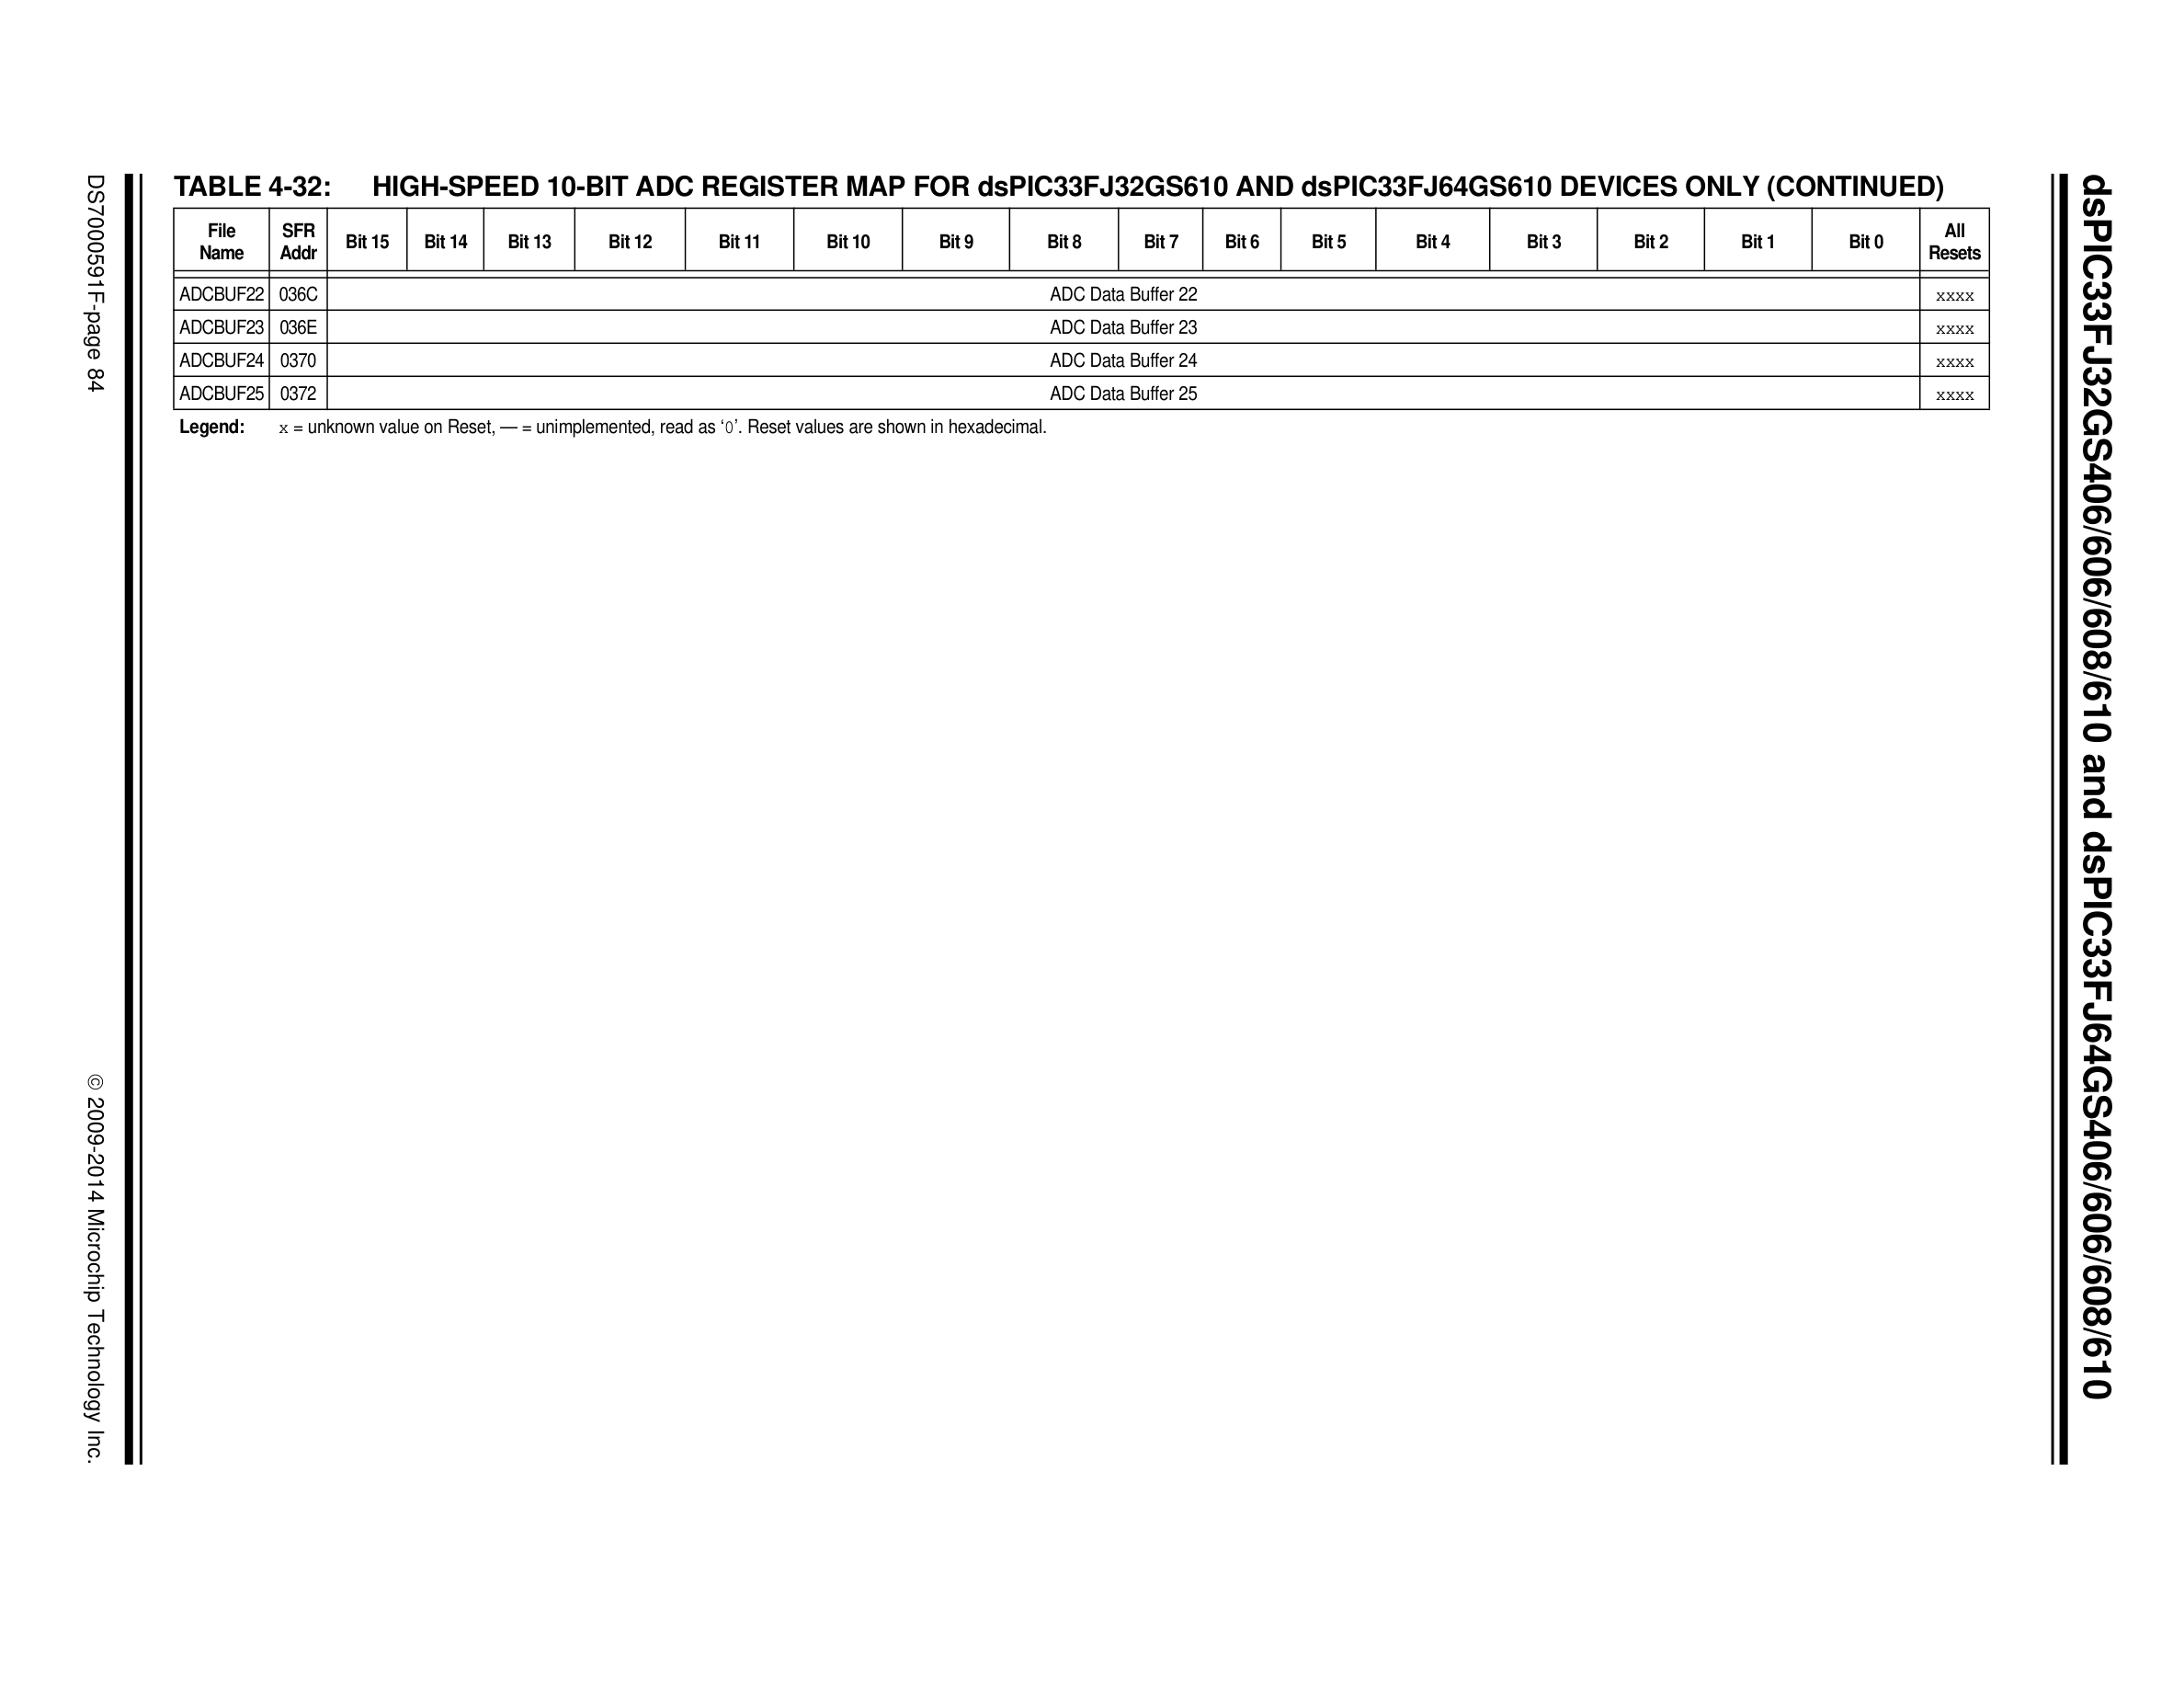 TABLE 4-32: HIGH-SPEED 10-BIT ADC REGISTER MAP FOR dsPIC33FJ32GS610 AND dsPIC33FJ64GS610 DEVICES ONLY (CONTINUED)
File Name SFR Addr Bit 15 Bit 14 Bit 13 Bit 12 Bit 11 Bit 10 Bit 9 Bit 8 Bit 7 Bit 6 Bit 5 Bit 4 Bit 3 Bit 2 Bit 1 Bit 0 All Resets
ADCBUF22 036C ADC Data Buffer 22 xxxx
ADCBUF23 036E ADC Data Buffer 23 xxxx
ADCBUF24 0370 ADC Data Buffer 24 xxxx
ADCBUF25 0372 ADC Data Buffer 25 xxxx
Legend: x = unknown value on Reset, — = unimplemented, read as ‘0’. Reset values are shown in hexadecimal.
dsPIC33FJ32GS406/606/608/610 and dsPIC33FJ64GS406/606/608/610
DS70000591F-page 84
© 2009-2014 Microchip Technology Inc.